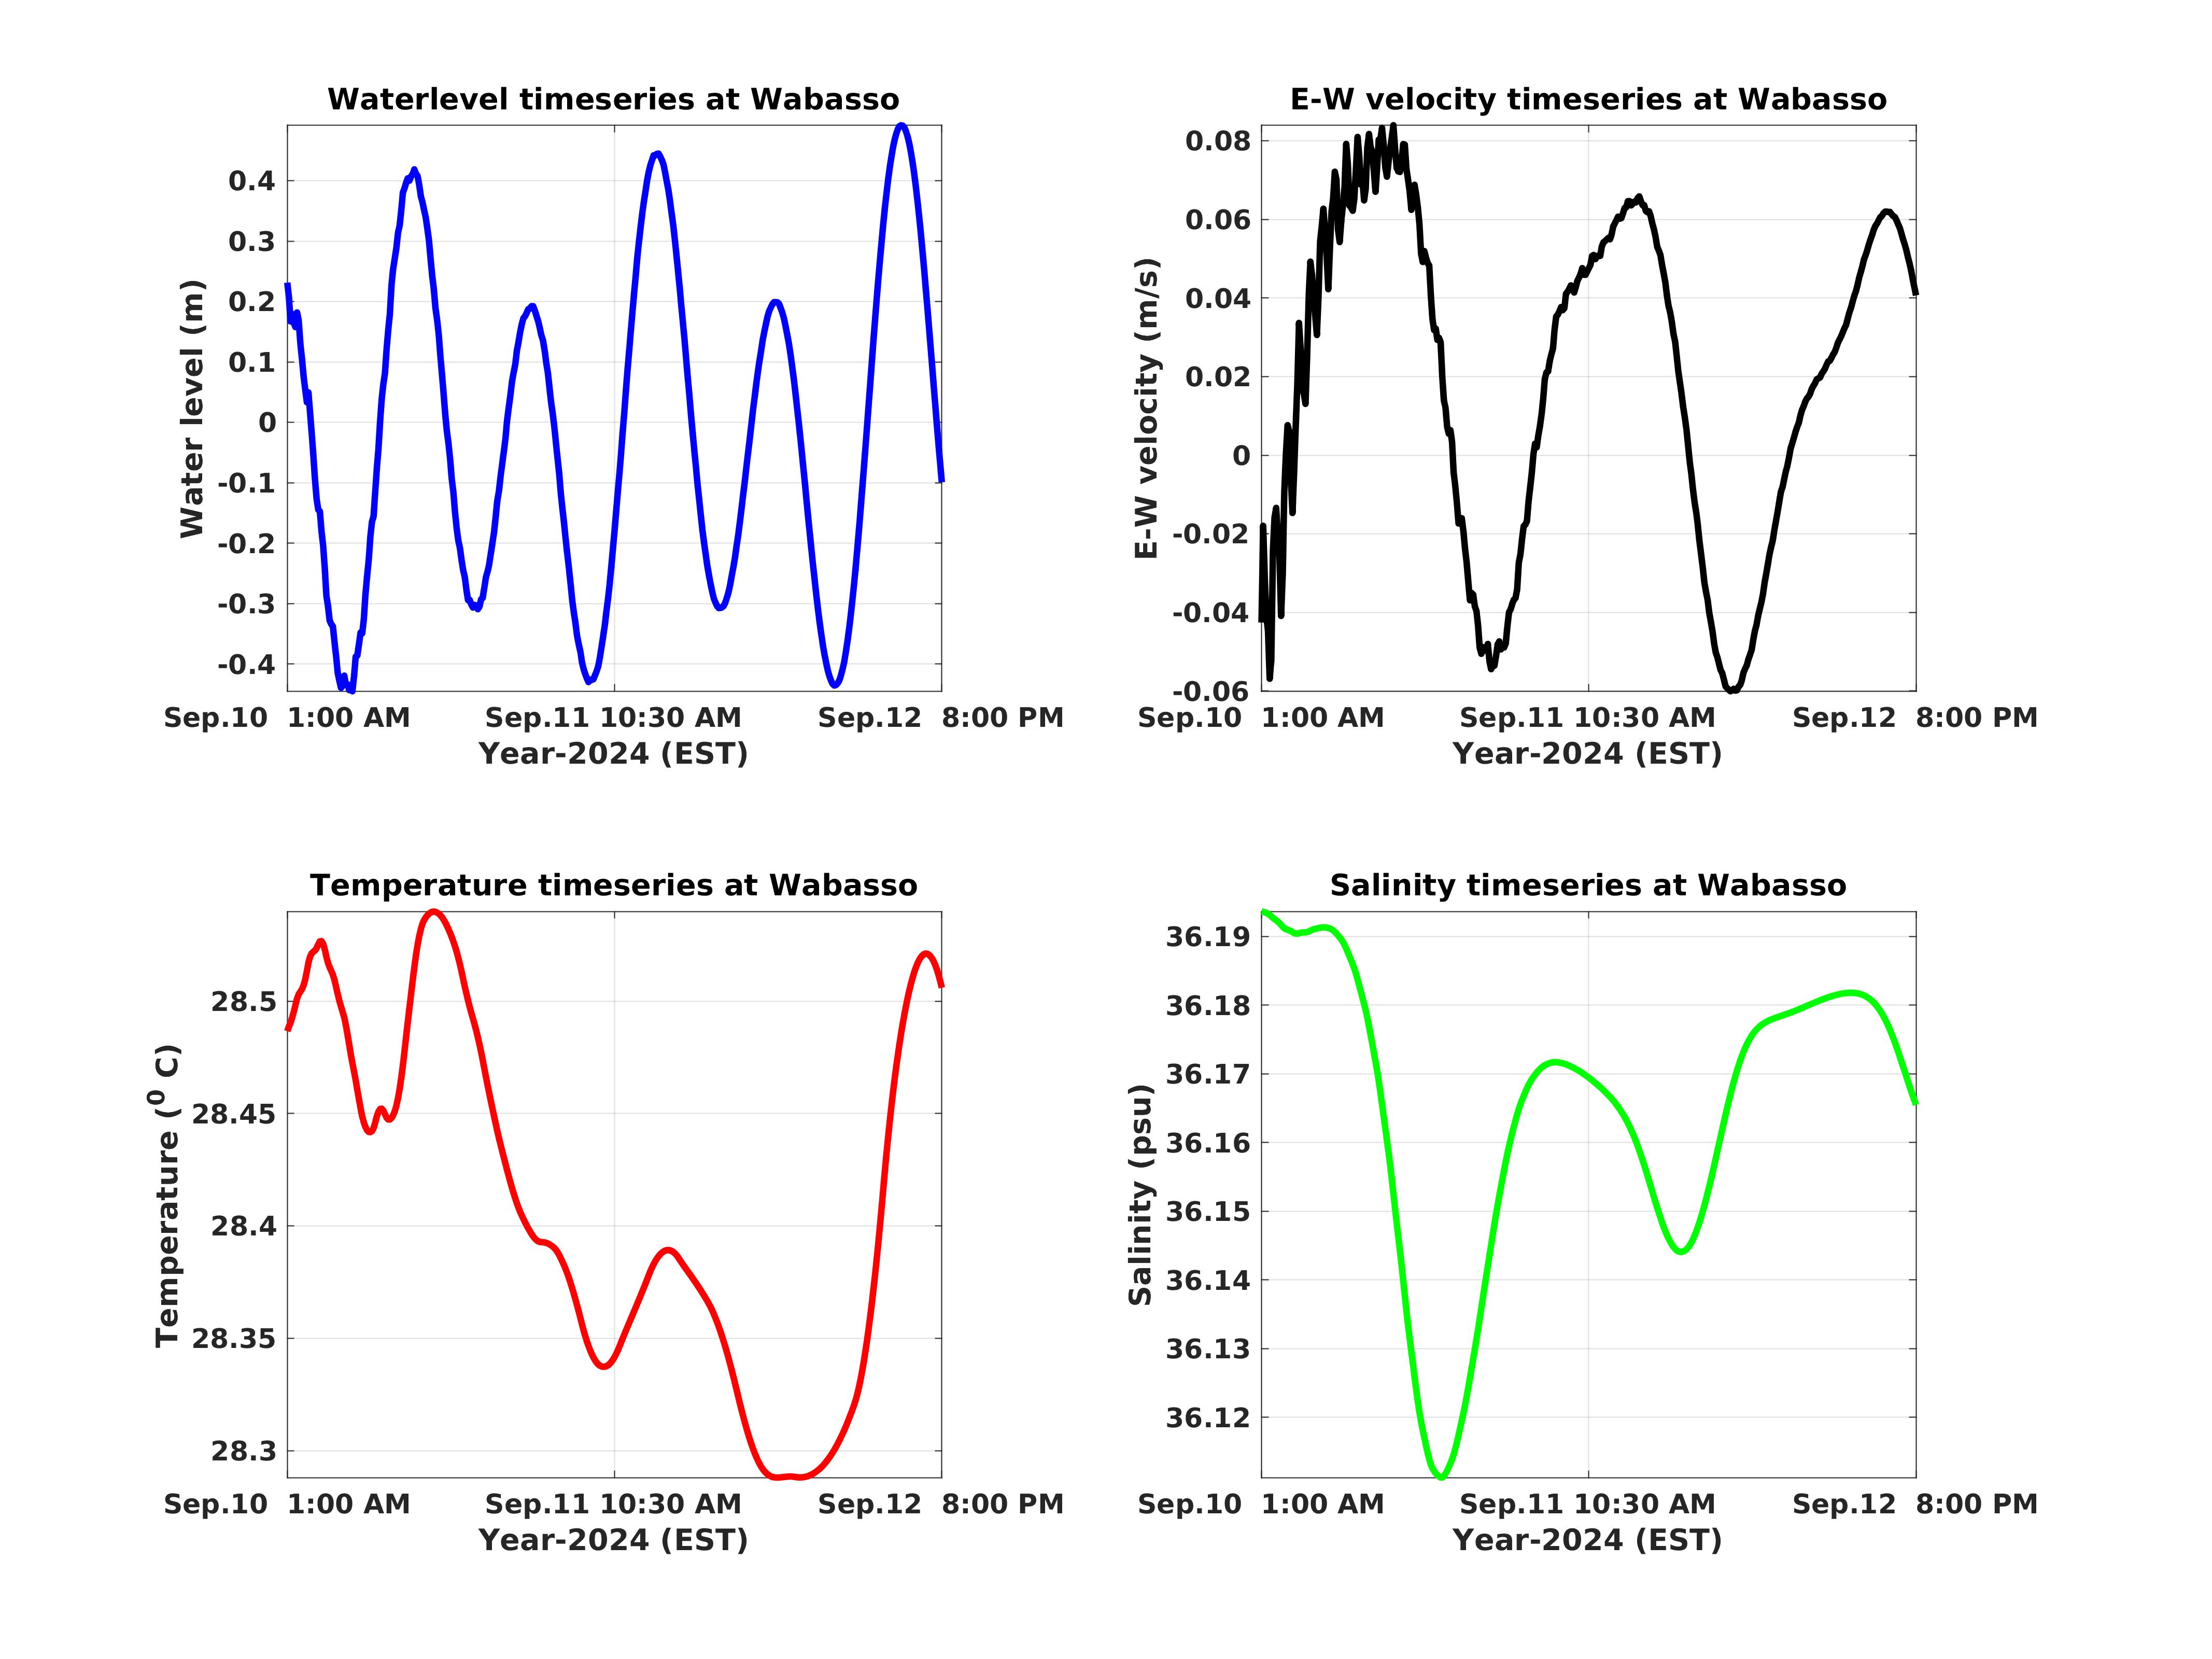 Waterlevel timeseries at Wabasso
0.4
0.3
0.2
0.1
0
-0.1
-0.2
-0.3
-0.4
Water level (m)
Sep.10 1:00 AM Sep.11 10:30 AM Sep.12 8:00 PM
Year-2024 (EST)
E-W velocity timeseries at Wabasso
0.08
0.06
0.04
0.02
0
-0.02
-0.04
-0.06
E-W velocity (m/s)
Sep.10 1:00 AM Sep.11 10:30 AM Sep.12 8:00 PM
Year-2024 (EST)
Temperature timeseries at Wabasso
28.5
28.45
28.4
28.35
28.3
Temperature (⁰ C)
Sep.10 1:00 AM Sep.11 10:30 AM Sep.12 8:00 PM
Year-2024 (EST)
Salinity timeseries at Wabasso
36.19
36.18
36.17
36.16
36.15
36.14
36.13
36.12
Salinity (psu)
Sep.10 1:00 AM Sep.11 10:30 AM Sep.12 8:00 PM
Year-2024 (EST)